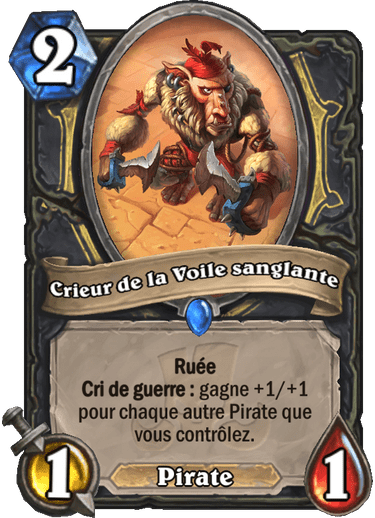 2
Crieur de la Voile sanglante
Ruée
Cri de guerre : gagne +1/+1
pour chaque autre Pirate que
vous contrôlez.
1
Pirate
1